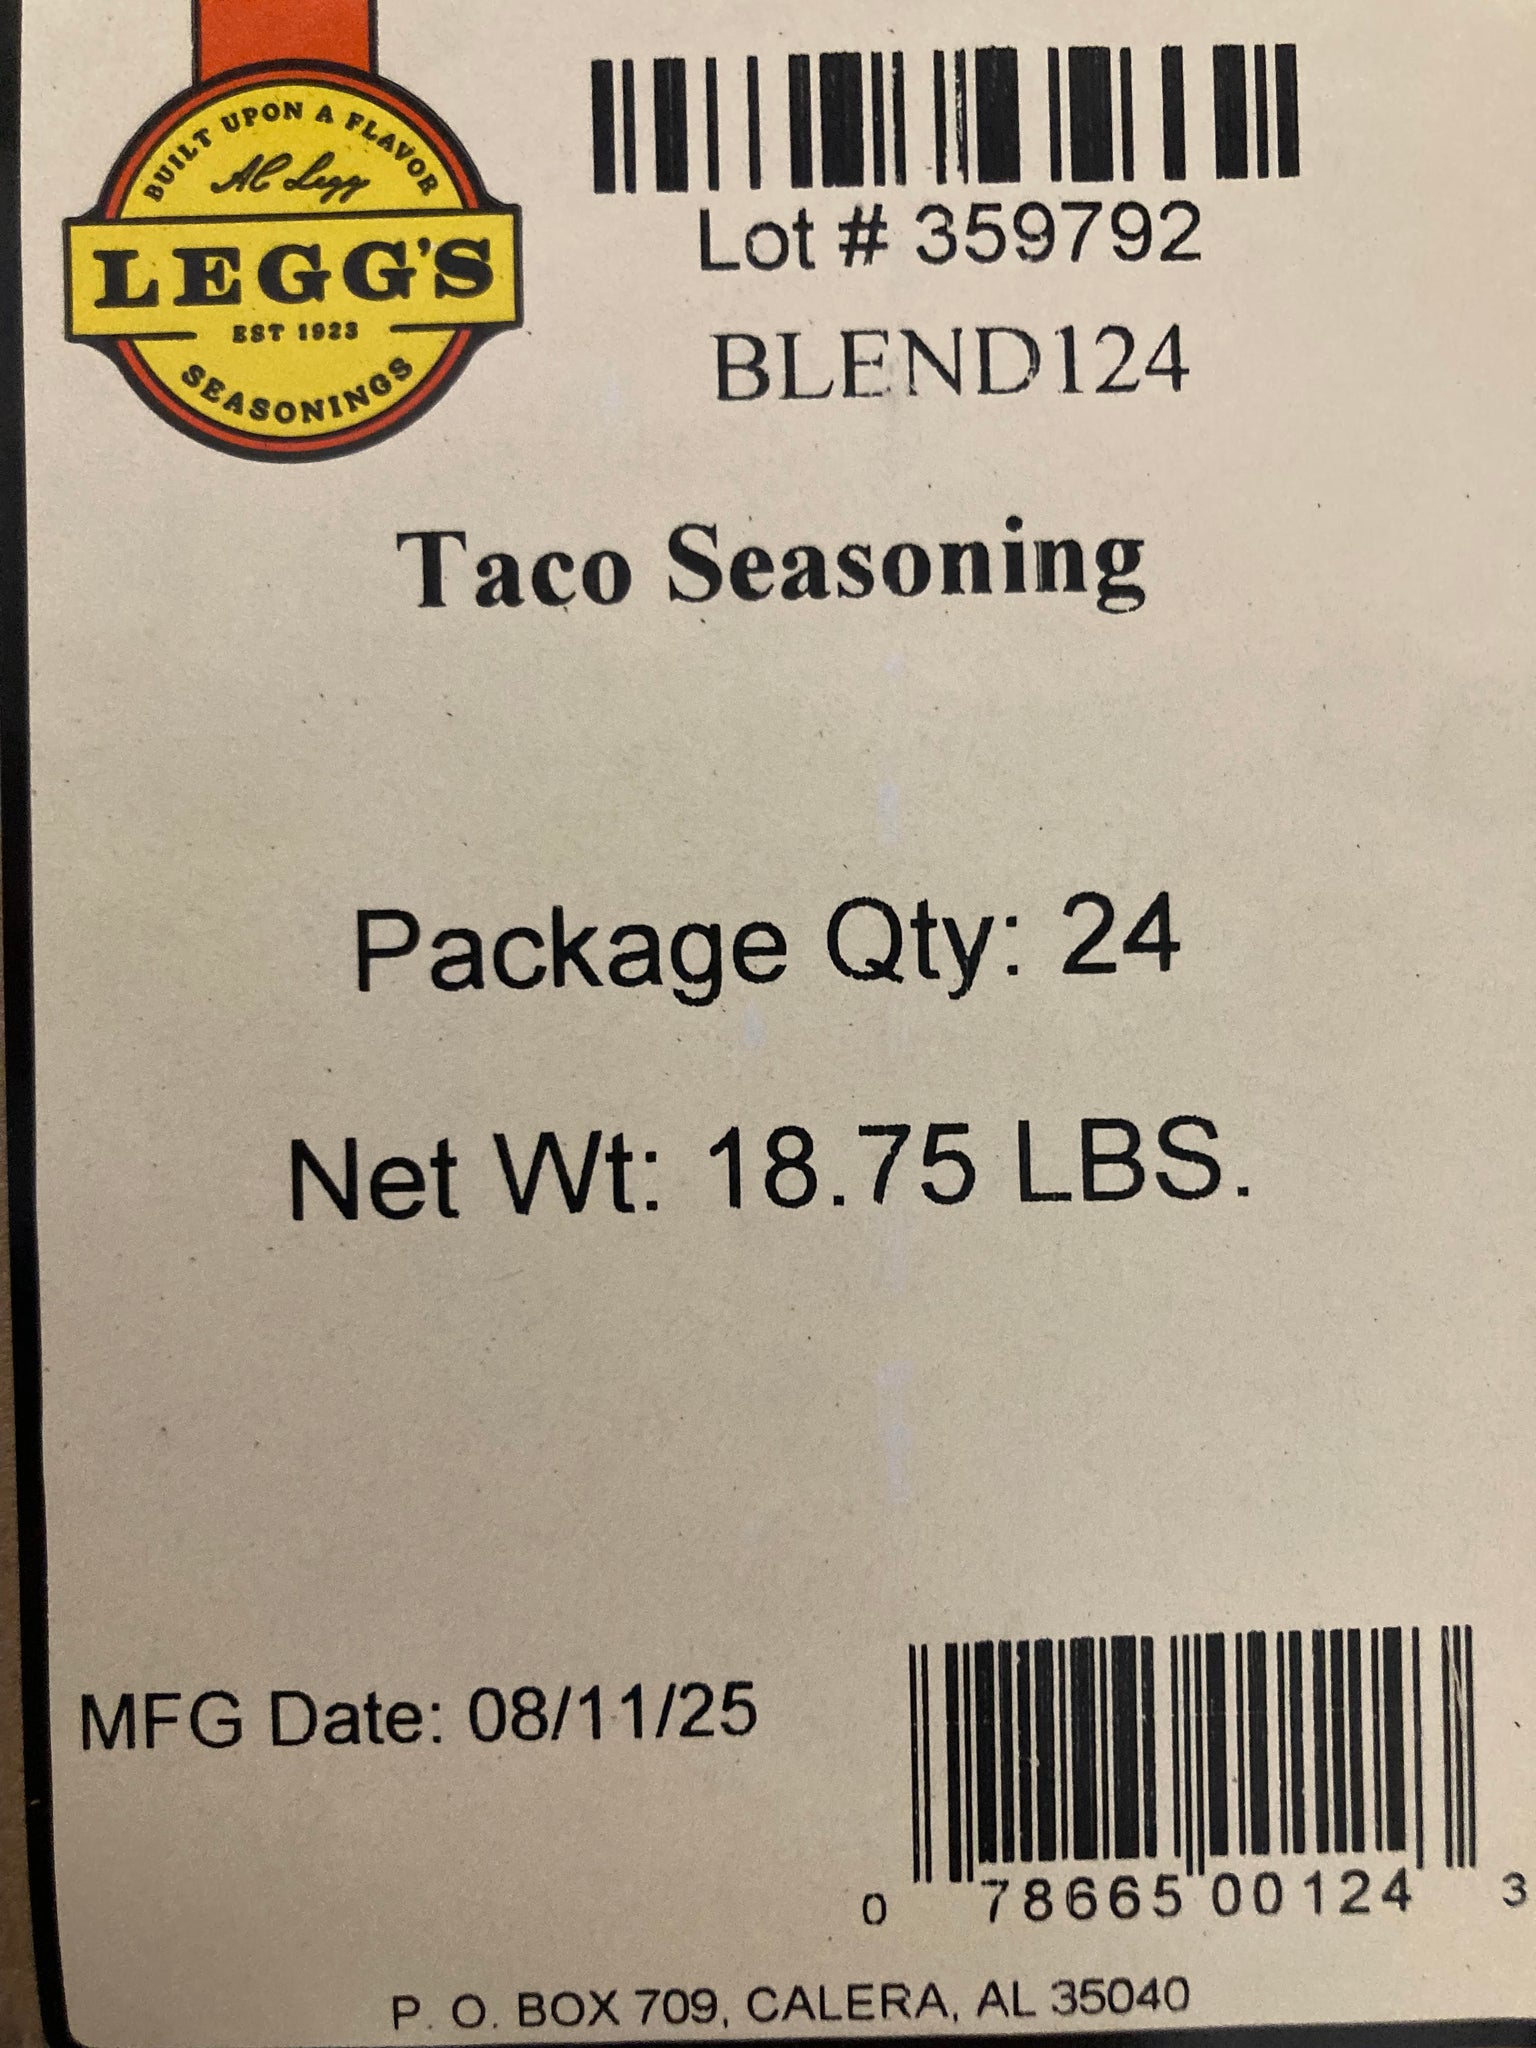 BUILT UPON A FLAVOR
AC Legg
LEGG'S
EST 1923
SEASONINGS
Lot # 359792
BLEND124
Taco Seasoning
Package Qty: 24
Net Wt: 18.75 LBS.
MFG Date: 08/11/25
0 78665 00124 3
P. O. BOX 709, CALERA, AL 35040